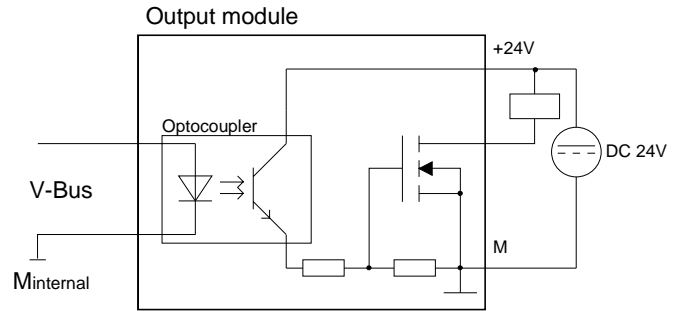 Output module
+24V
Optocoupler
DC 24V
V-Bus
M
Minternal